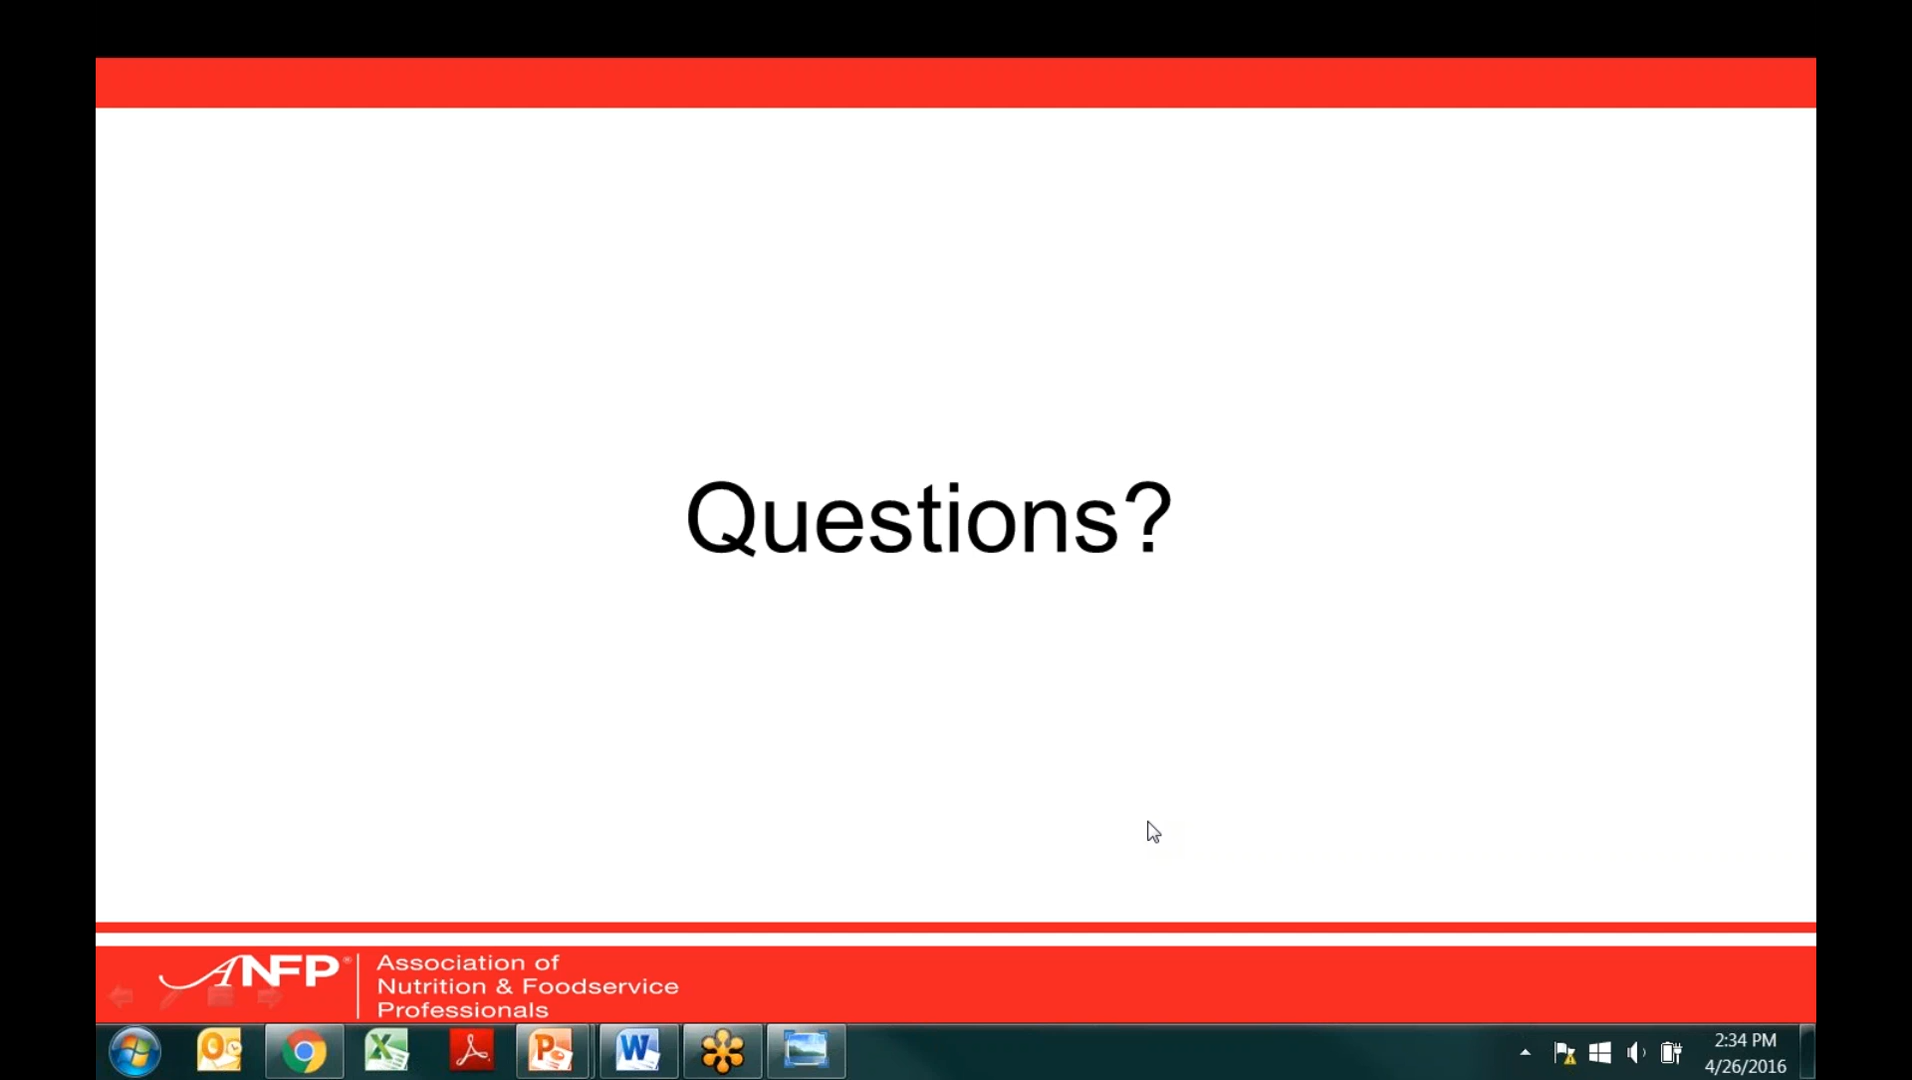 Questions?
ANFP®
Association of
Nutrition & Foodservice
Professionals
2:34 PM
4/26/2016